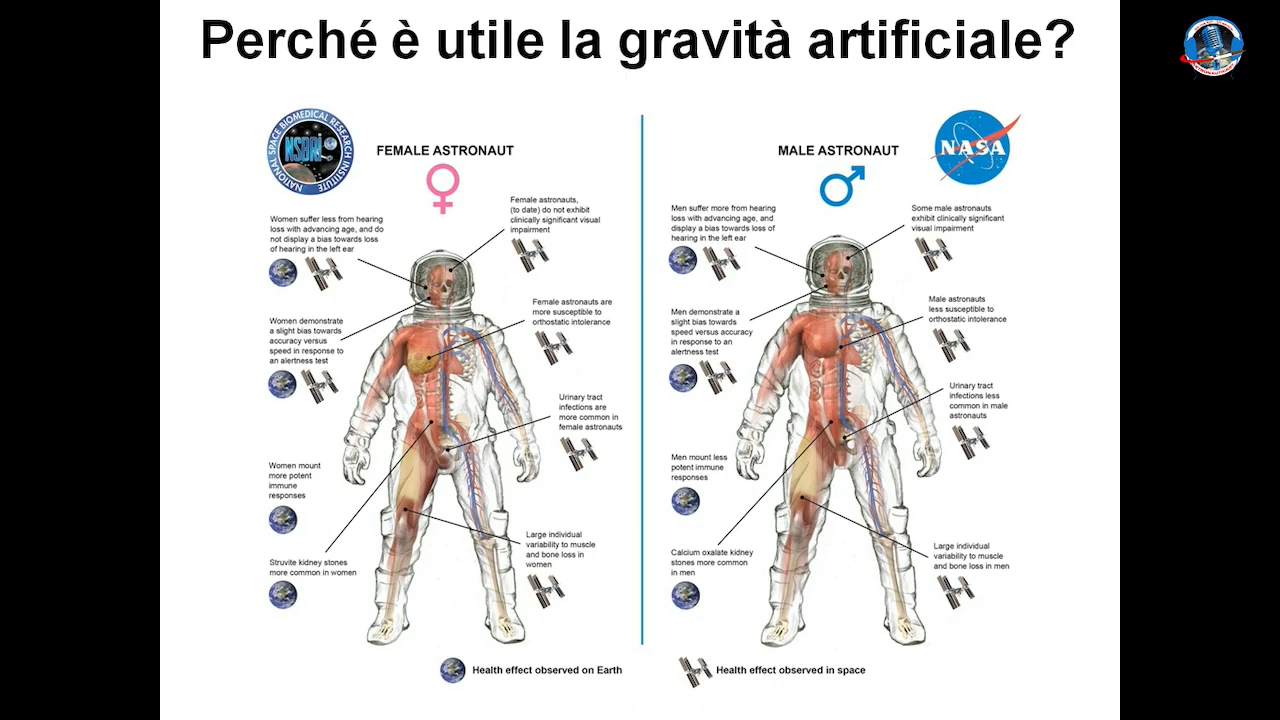 Perché è utile la gravità artificiale?
NATIONAL SPACE BIOMEDICAL RESEARCH INSTITUTE
NSBRI
FEMALE ASTRONAUT
Women suffer less from hearing
loss with advancing age, and do
not display a bias towards loss
of hearing in the left ear
Female astronauts,
(to date) do not exhibit
clinically significant visual
impairment
Women demonstrate
a slight bias towards
accuracy versus
speed in response to
an alertness test
Female astronauts are
more susceptible to
orthostatic intolerance
Urinary tract
infections are
more common in
female astronauts
Women mount
more potent
immune
responses
Struvite kidney stones
more common in women
Large individual
variability to muscle
and bone loss in
women
MALE ASTRONAUT
NASA
Men suffer more from hearing
loss with advancing age, and
display a bias towards loss of
hearing in the left ear
Some male astronauts
exhibit clinically significant
visual impairment
Men demonstrate a
slight bias towards
speed versus accuracy
in response to an
alertness test
Male astronauts
less susceptible to
orthostatic intolerance
Urinary tract
infections less
common in male
astronauts
Men mount less
potent immune
responses
Calcium oxalate kidney
stones more common
in men
Large individual
variability to muscle
and bone loss in men
Health effect observed on Earth
Health effect observed in space